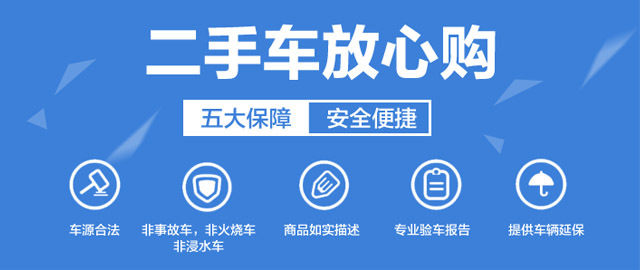 二手车放心购
五大保障 安全便捷
车源合法
非事故车，非火烧车
非浸水车
商品如实描述
专业验车报告
提供车辆延保